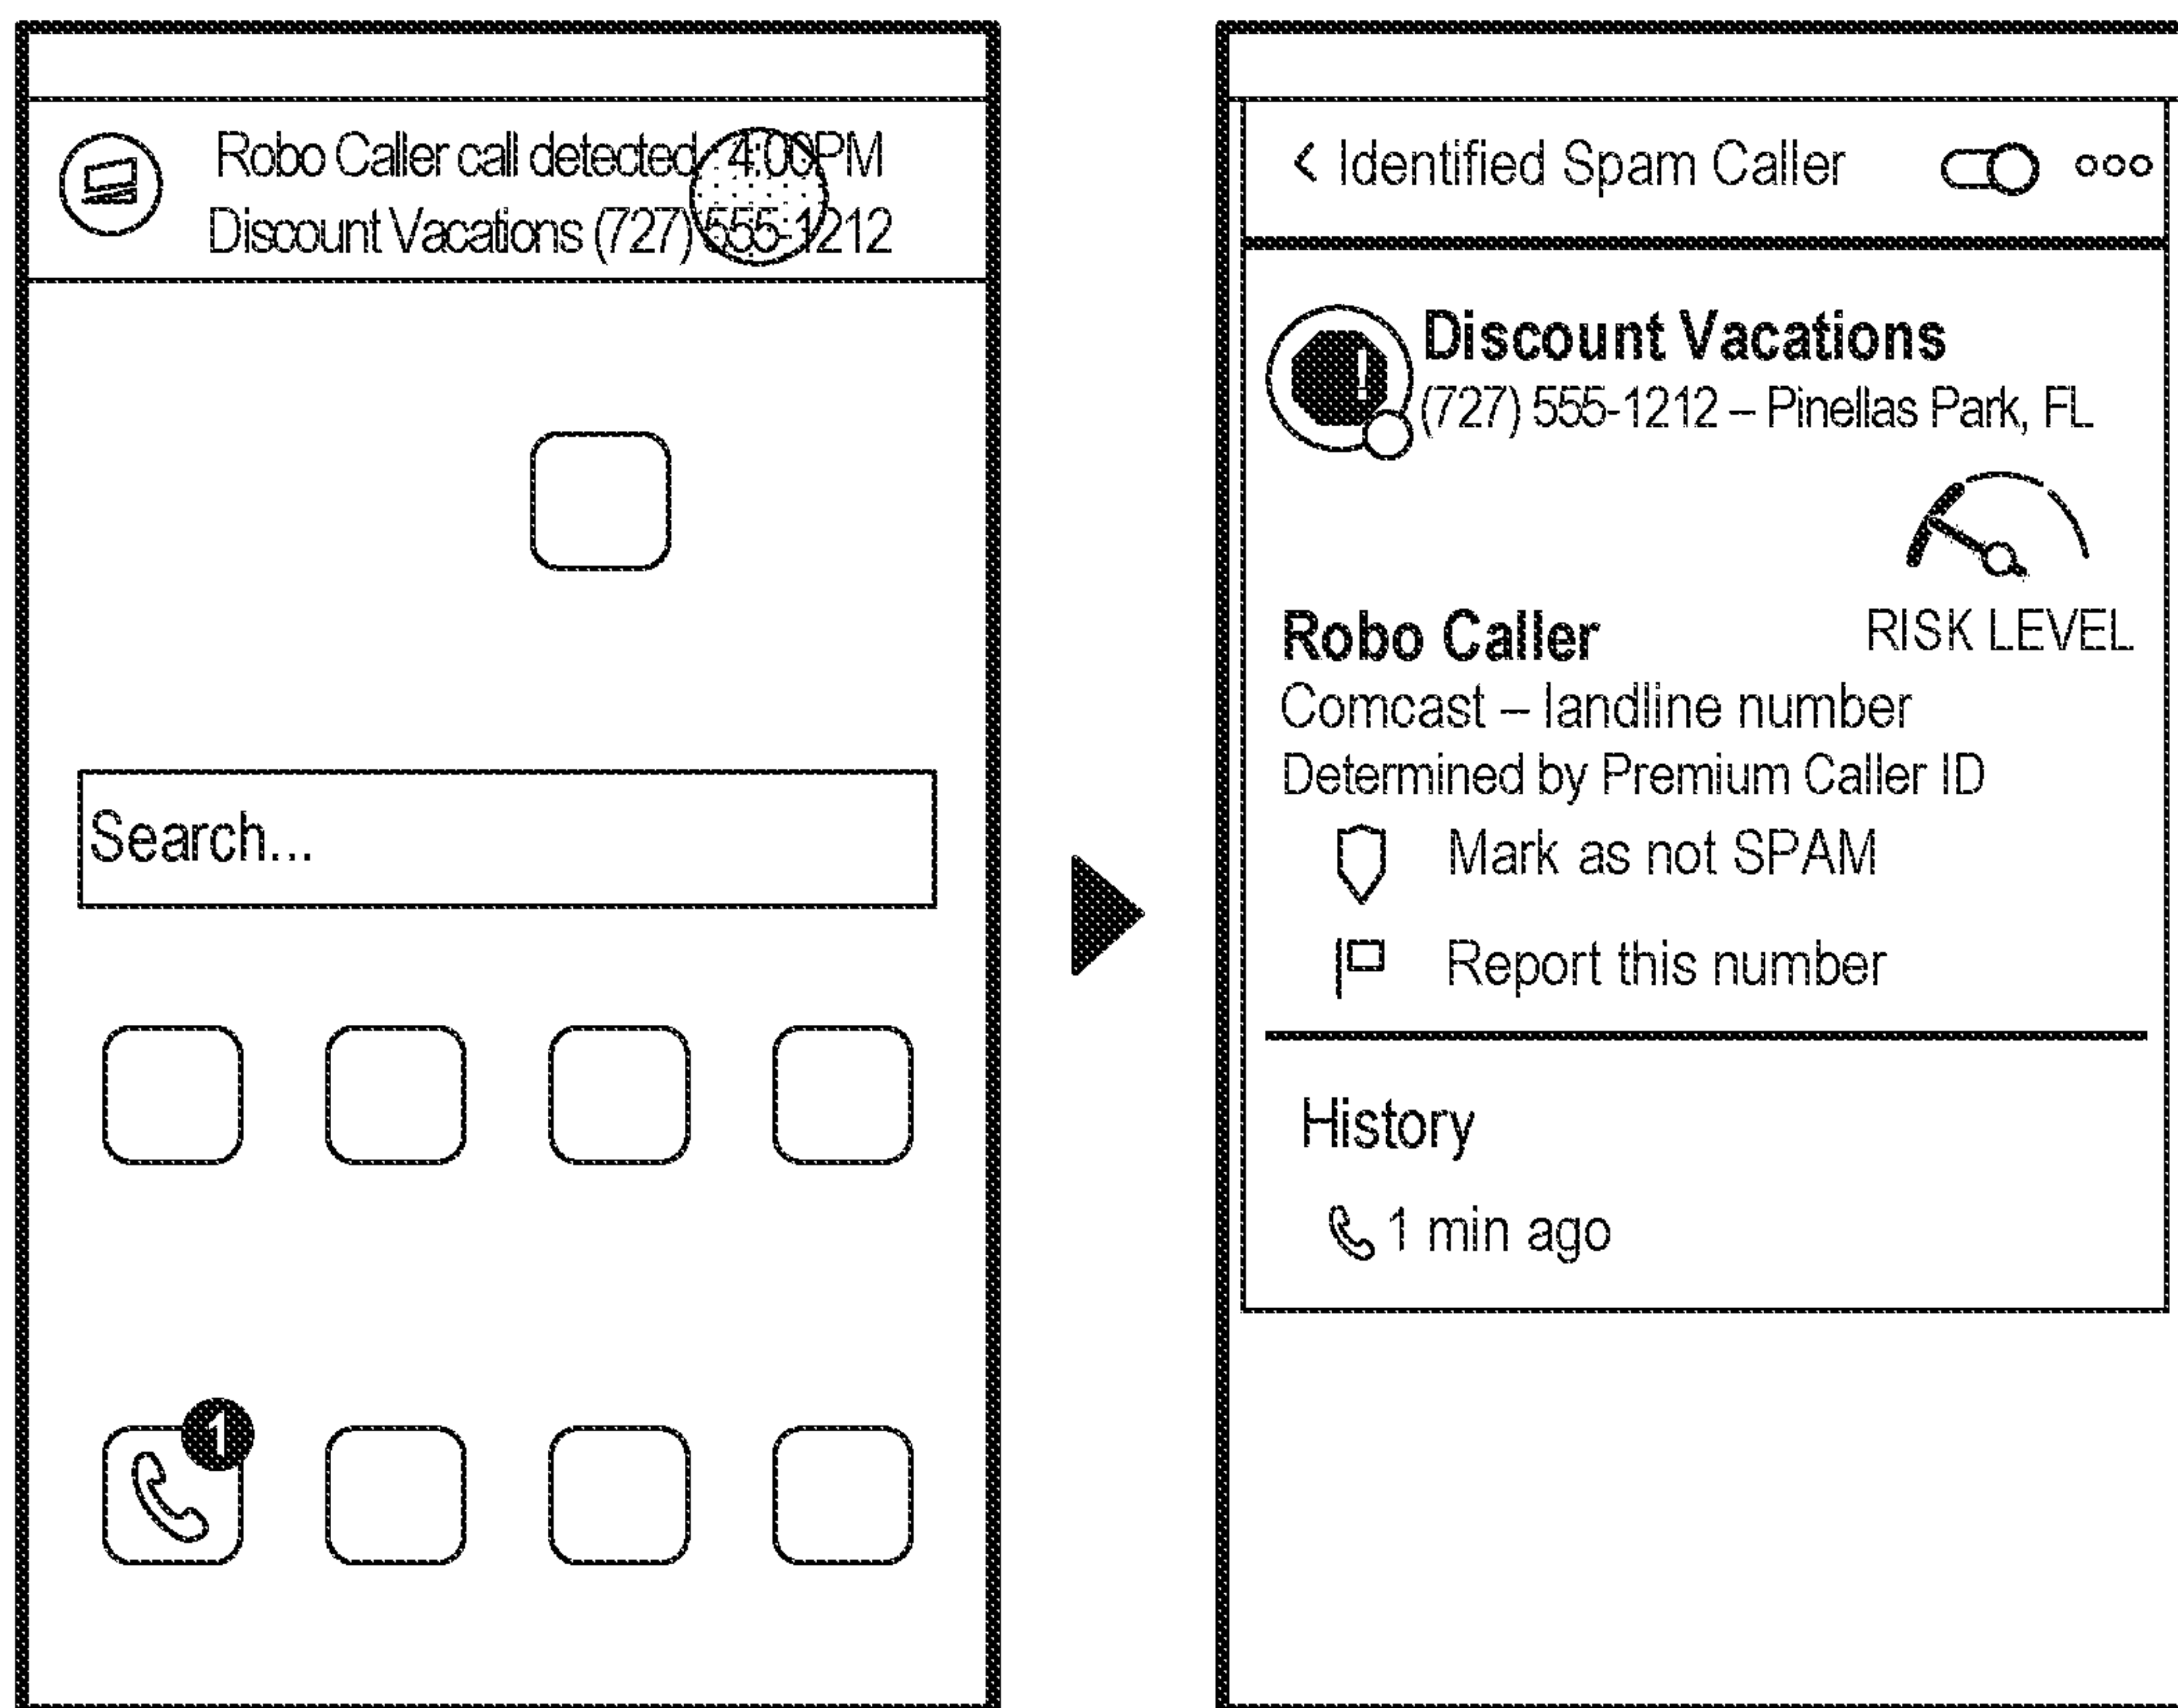 Robo Caller call detected 4:00PM
Discount Vacations (727) 555-1212
Search...
1
< Identified Spam Caller
!
Discount Vacations
(727) 555-1212 – Pinellas Park, FL
RISK LEVEL
Robo Caller
Comcast – landline number
Determined by Premium Caller ID
Mark as not SPAM
Report this number
History
1 min ago